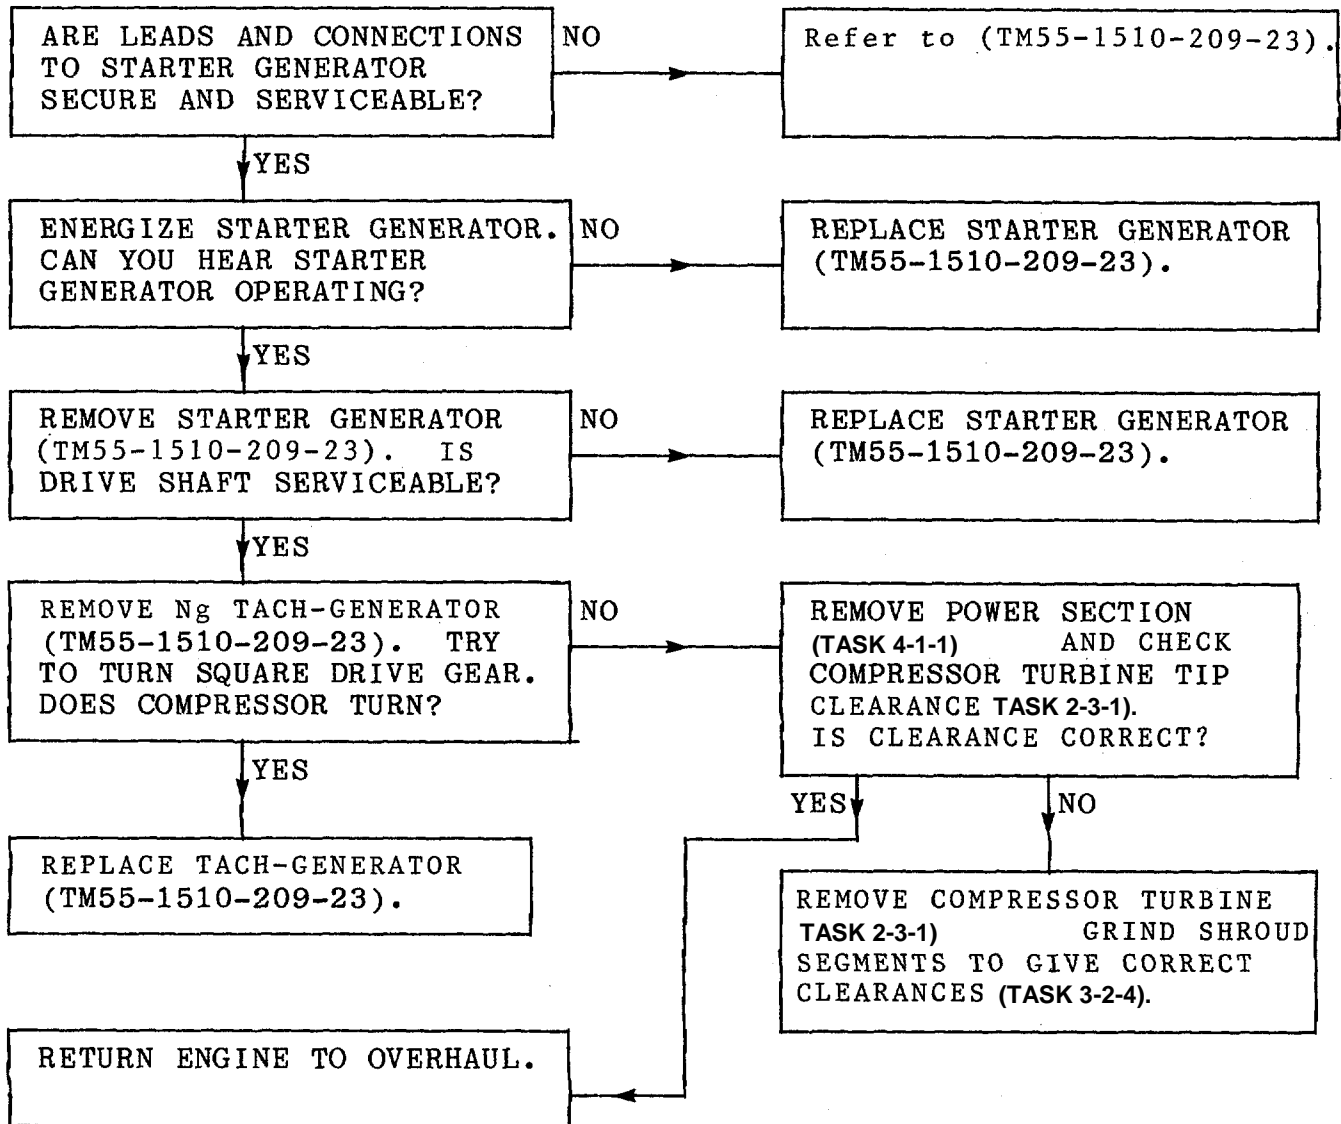 ARE LEADS AND CONNECTIONS
TO STARTER GENERATOR
SECURE AND SERVICEABLE?
NO
Refer to (TM55-1510-209-23).
YES
ENERGIZE STARTER GENERATOR.
CAN YOU HEAR STARTER
GENERATOR OPERATING?
NO
REPLACE STARTER GENERATOR
(TM55-1510-209-23).
YES
REMOVE STARTER GENERATOR
(TM55-1510-209-23). IS
DRIVE SHAFT SERVICEABLE?
NO
REPLACE STARTER GENERATOR
(TM55-1510-209-23).
YES
REMOVE Ng TACH-GENERATOR
(TM55-1510-209-23). TRY
TO TURN SQUARE DRIVE GEAR.
DOES COMPRESSOR TURN?
NO
REMOVE POWER SECTION
(TASK 4-1-1) AND CHECK
COMPRESSOR TURBINE TIP
CLEARANCE TASK 2-3-1).
IS CLEARANCE CORRECT?
YES
YES
NO
REPLACE TACH-GENERATOR
(TM55-1510-209-23).
REMOVE COMPRESSOR TURBINE
TASK 2-3-1) GRIND SHROUD
SEGMENTS TO GIVE CORRECT
CLEARANCES (TASK 3-2-4).
RETURN ENGINE TO OVERHAUL.